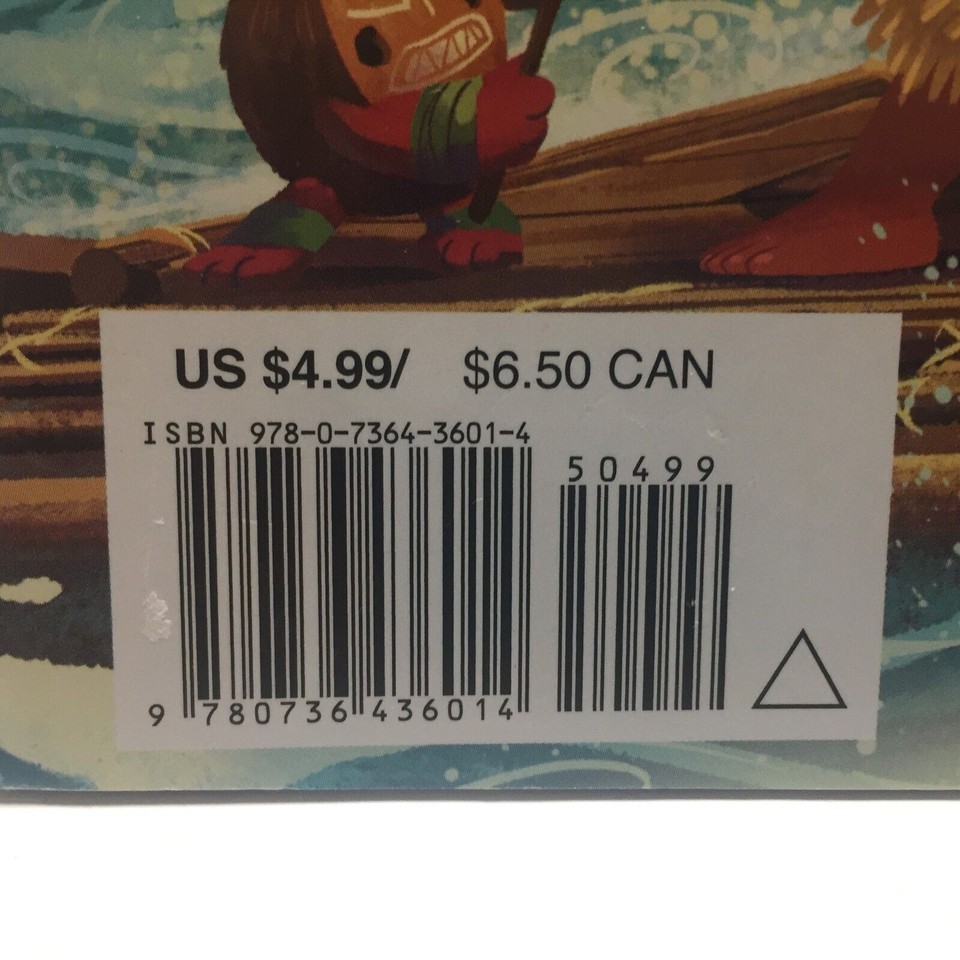 US $4.99/ $6.50 CAN
ISBN 978-0-7364-3601-4
50499
9 780736 436014